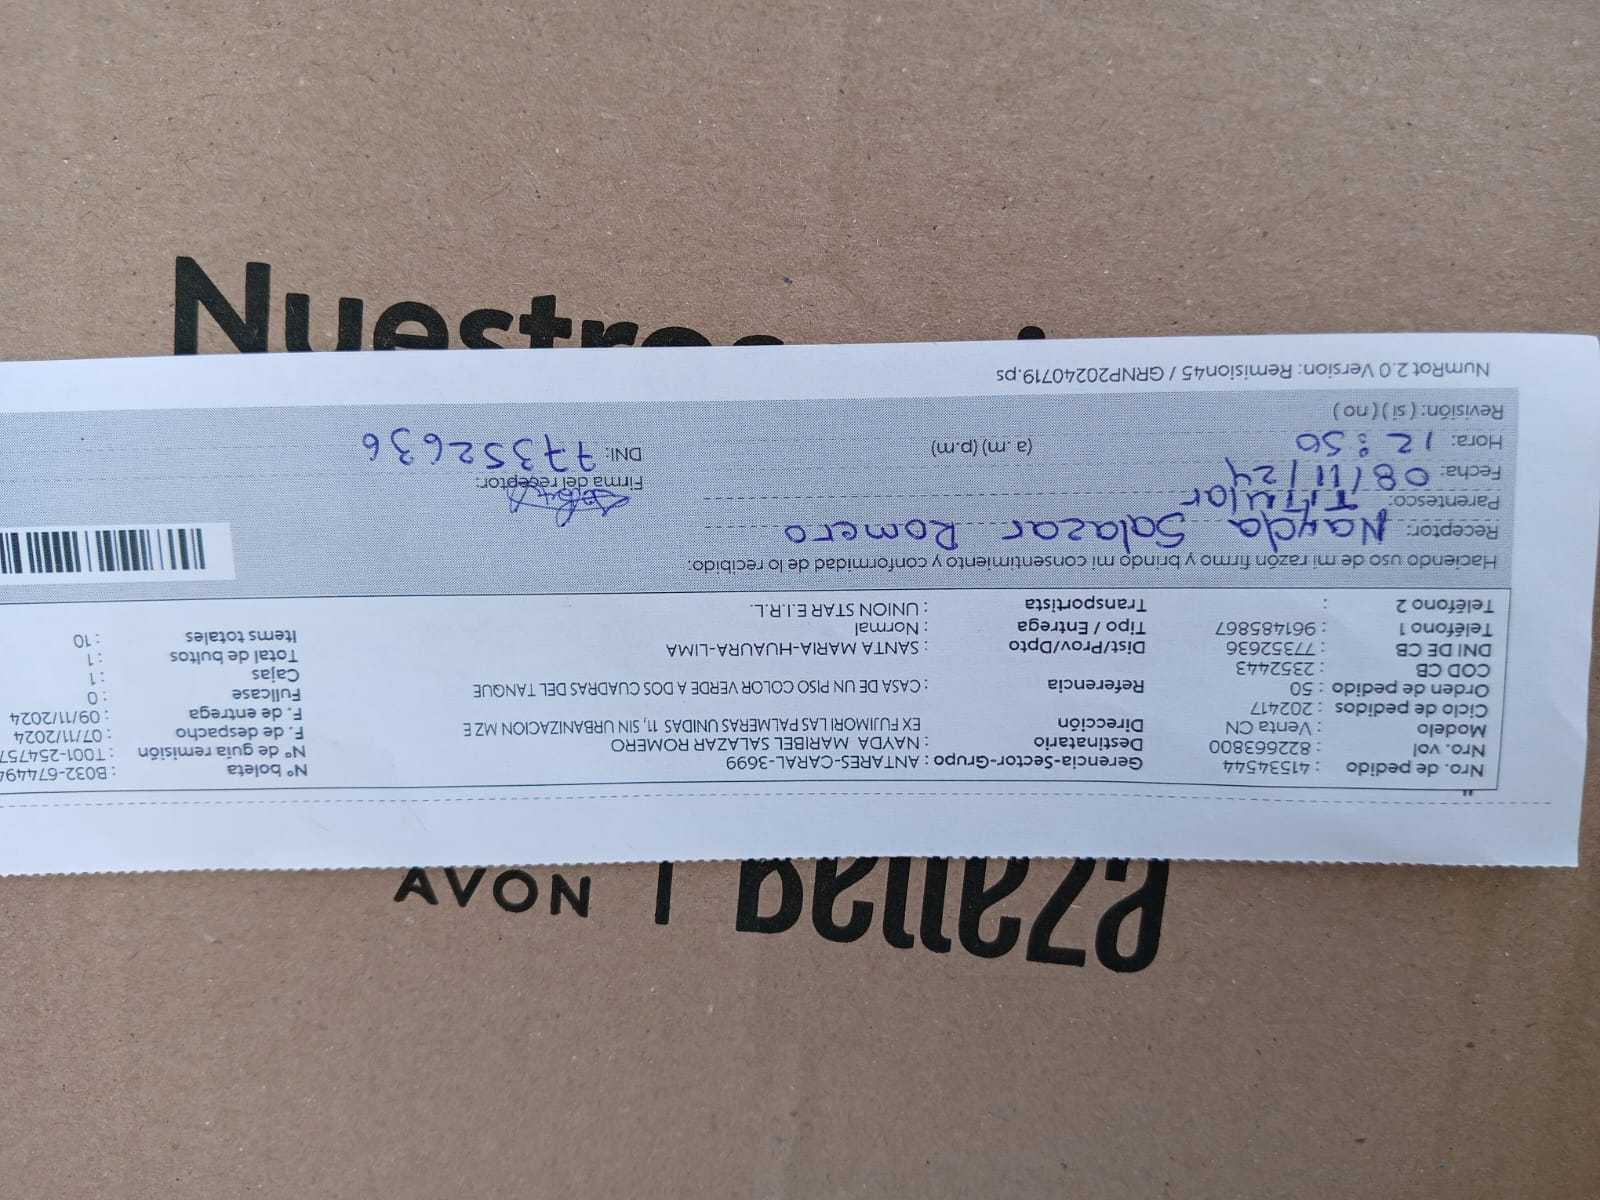 Nuestro
Nro. de pedido : 41534544 Gerencia-Sector-Grupo : ANTARES-CARAL-3699 N° boleta : B032-674494
Nro. vol : 822663800 Destinatario : NAYDA MARIBEL SALAZAR ROMERO N° de guía remisión : T001-254757
Modelo : Venta CN Dirección EX FUJIMORI LAS PALMERAS UNIDAS 11, SIN URBANIZACION MZ E F. de despacho : 07/11/2024
Ciclo de pedidos : 202417 F. de entrega : 09/11/2024
Orden de pedido : 50 Referencia : CASA DE UN PISO COLOR VERDE A DOS CUADRAS DEL TANQUE Fullcase : 0
COD CB : 2352443 Cajas : 1
DNI DE CB : 77352636 Dist/Prov/Dpto : SANTA MARIA-HUAURA-LIMA Total de bultos : 1
Teléfono 1 : 961485867 Tipo / Entrega : Normal Items totales : 10
Teléfono 2 : Transportista : UNION STAR E.I.R.L.
Haciendo uso de mi razón firmo y brindo mi consentimiento y conformidad de lo recibido:
Receptor: Nayda Salazar Romero
Parentesco: Titular Firma del receptor:
Fecha: 08/11/24 DNI: 77352636
Hora: 12:50 (a.m) (p.m)
Revisión: ( si ) ( no )
NumRot 2.0 Version: Remision45 / GRNP20240719.ps
AVON | Belleza